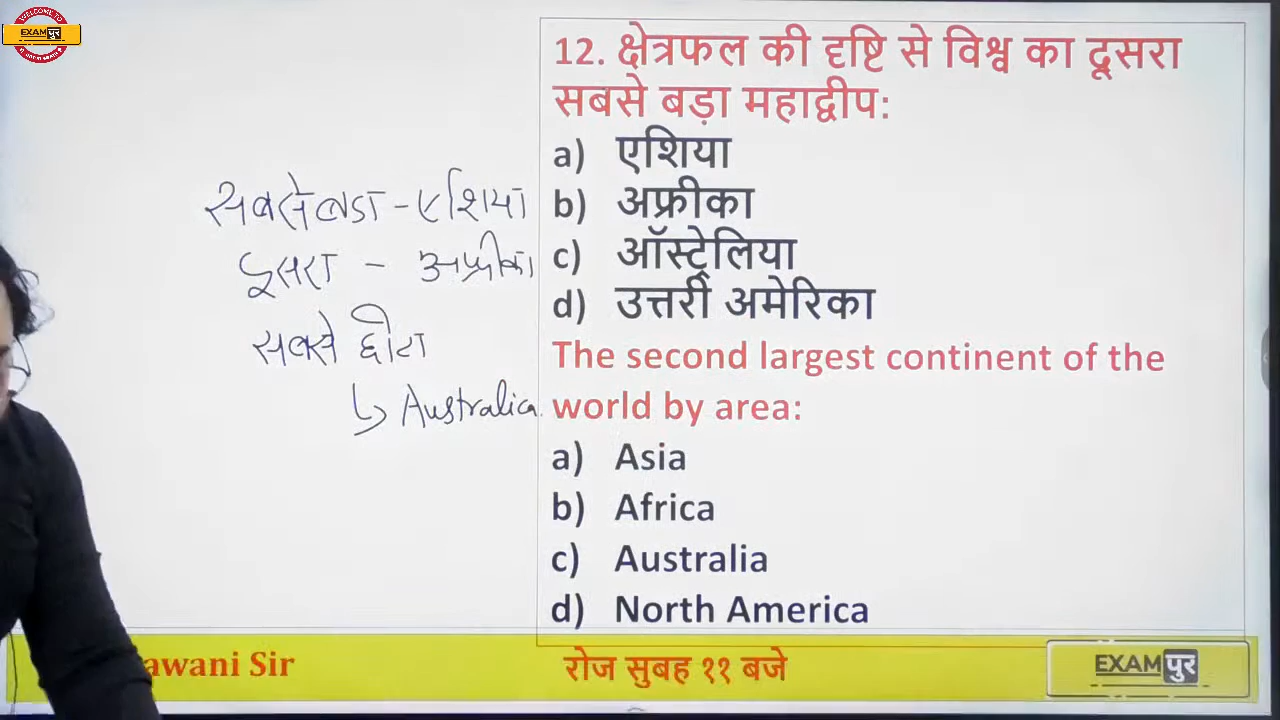 WELCOME TO
EXAMपुर
12. क्षेत्रफल की दृष्टि से विश्व का दूसरा
सबसे बड़ा महाद्वीप:
a) एशिया
b) अफ्रीका
c) ऑस्ट्रेलिया
d) उत्तरी अमेरिका
The second largest continent of the
world by area:
a) Asia
b) Africa
c) Australia
d) North America
सबसे बडा - एशिया
दूसरा - अफ्रीका
सबसे छोटा
↳ Australia.
awani Sir
रोज सुबह ११ बजे
EXAMपुर